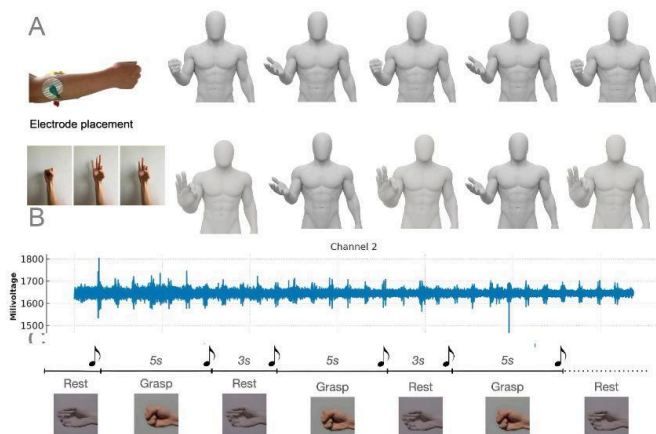 A
Electrode placement
B
Channel 2
Millivoltage
1800
1700
1600
1500
C
5s 3s 5s 3s 5s
Rest Grasp Rest Grasp Rest Grasp Rest